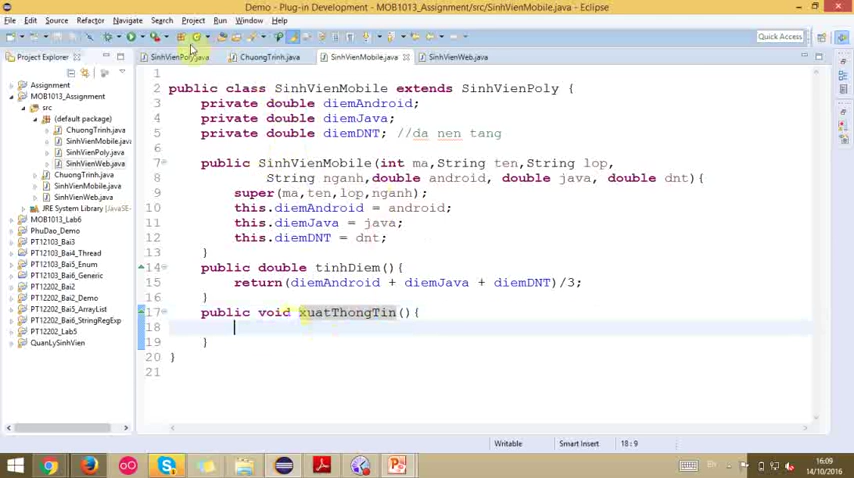 Demo - Plug-in Development - MOB1013_Assignment/src/SinhVienMobile.java - Eclipse
File Edit Source Refactor Navigate Search Project Run Window Help
Quick Access
Project Explorer
SinhVienPoly.java
ChuongTrinh.java
SinhVienMobile.java
SinhVienWeb.java
Assignment
MOB1013_Assignment
src
(default package)
ChuongTrinh.java
SinhVienMobile.java
SinhVienPoly.java
SinhVienWeb.java
ChuongTrinh.java
SinhVienMobile.java
SinhVienWeb.java
JRE System Library [JavaSE-
MOB1013_Lab6
PhuDao_Demo
PT12103_Bai3
PT12103_Bai4_Thread
PT12103_Bai5_Enum
PT12103_Bai6_Generic
PT12202_Bai2
PT12202_Bai2_Demo
PT12202_Bai5_ArrayList
PT12202_Bai6_StringRegExp
PT12202_Lab5
QuanLySinhVien
1
2 public class SinhVienMobile extends SinhVienPoly {
3 private double diemAndroid;
4 private double diemJava;
5 private double diemDNT; //da nen tang
6
7 public SinhVienMobile(int ma,String ten,String lop,
8 String nganh,double android, double java, double dnt){
9 super(ma,ten,lop,nganh);
10 this.diemAndroid = android;
11 this.diemJava = java;
12 this.diemDNT = dnt;
13 }
14 public double tinhDiem(){
15 return(diemAndroid + diemJava + diemDNT)/3;
16 }
17 public void xuatThongTin(){
18
19 }
20 }
21
Writable
Smart Insert
18 : 9
16:09
14/10/2016